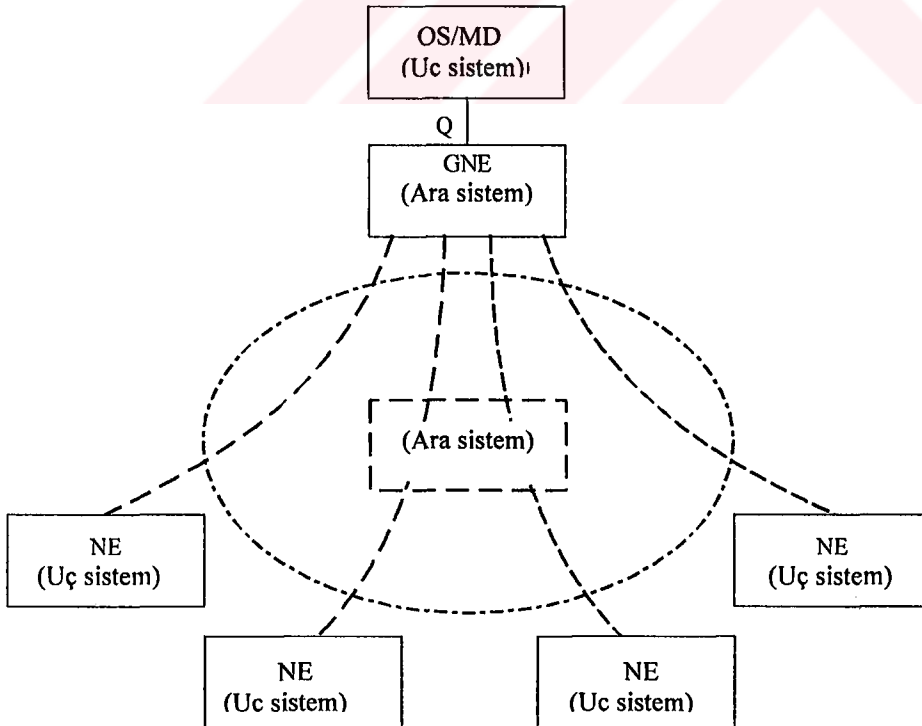 OS/MD
(Uc sistem)
Q
GNE
(Ara sistem)
(Ara sistem)
NE
(Uç sistem)
NE
(Uç sistem)
NE
(Uc sistem)
NE
(Uc sistem)